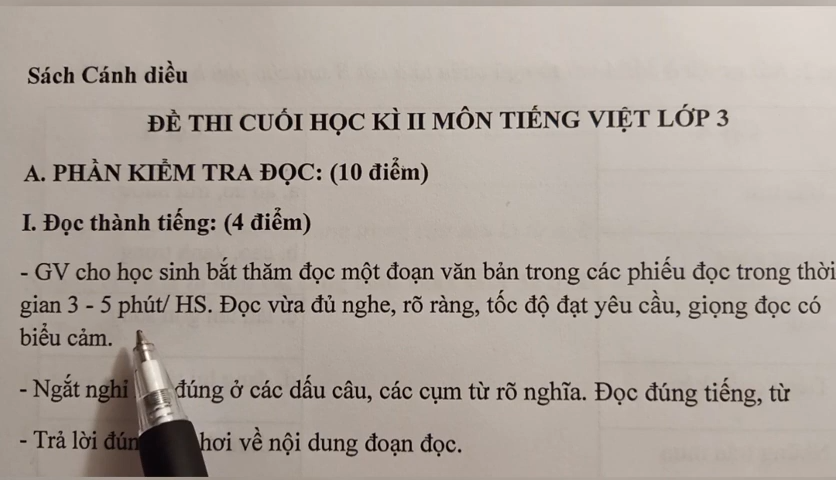 Sách Cánh diều
ĐỀ THI CUỐI HỌC KÌ II MÔN TIẾNG VIỆT LỚP 3
A. PHẦN KIỂM TRA ĐỌC: (10 điểm)
I. Đọc thành tiếng: (4 điểm)
- GV cho học sinh bắt thăm đọc một đoạn văn bản trong các phiếu đọc trong thời
gian 3 - 5 phút/ HS. Đọc vừa đủ nghe, rõ ràng, tốc độ đạt yêu cầu, giọng đọc có
biểu cảm.
- Ngắt nghỉ đúng ở các dấu câu, các cụm từ rõ nghĩa. Đọc đúng tiếng, từ
- Trả lời về nội dung đoạn đọc.